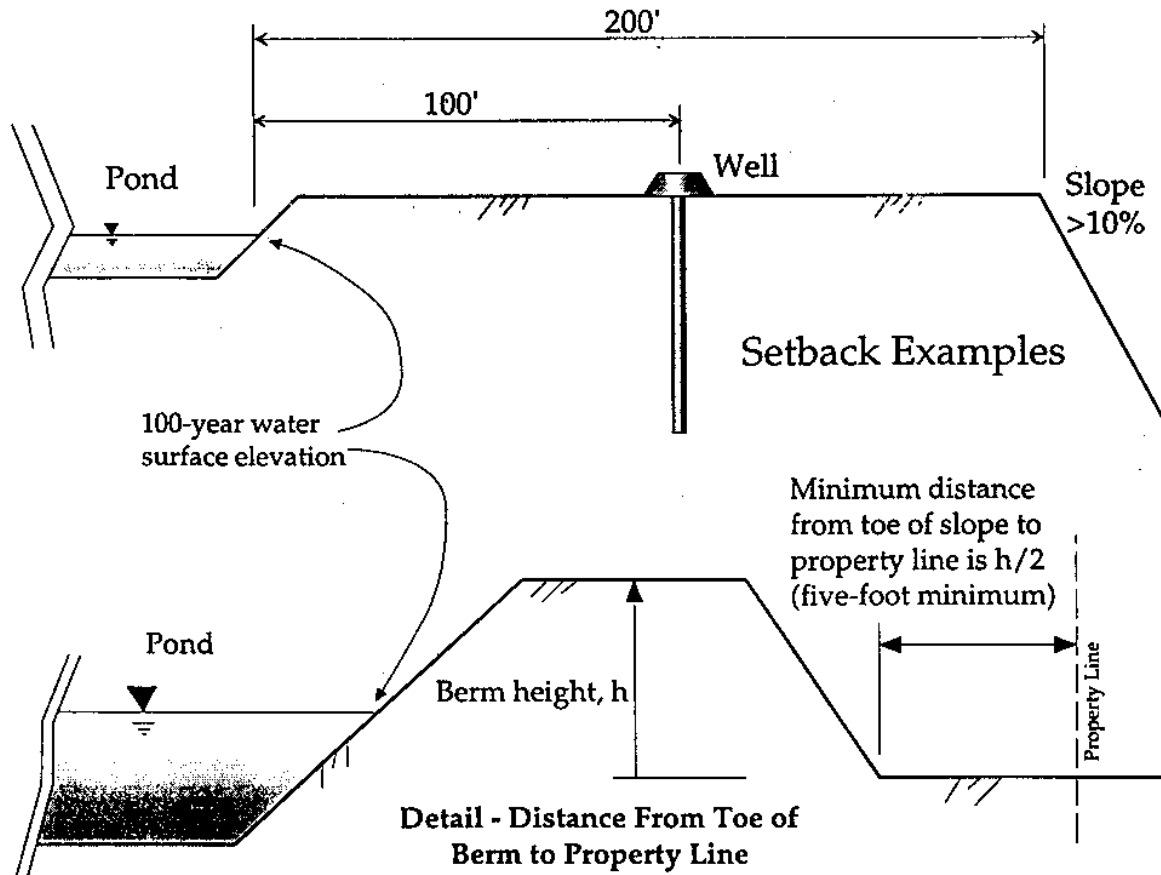 200'
100'
Well
Pond
Slope
>10%
Setback Examples
100-year water
surface elevation
Minimum distance
from toe of slope to
property line is h/2
(five-foot minimum)
Pond
Berm height, h
Property Line
Detail - Distance From Toe of
Berm to Property Line